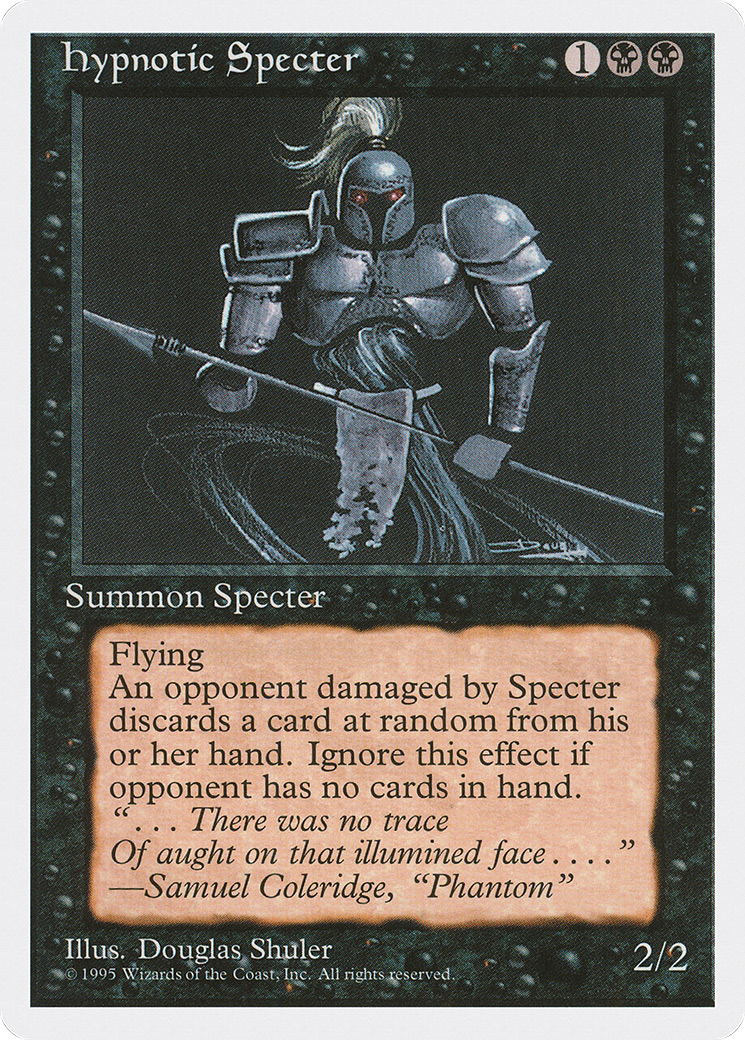 Hypnotic Specter 1
Summon Specter
Flying
An opponent damaged by Specter
discards a card at random from his
or her hand. Ignore this effect if
opponent has no cards in hand.
“ . . . There was no trace
Of aught on that illumined face . . . .”
—Samuel Coleridge, “Phantom”
Illus. Douglas Shuler
2/2
© 1995 Wizards of the Coast, Inc. All rights reserved.